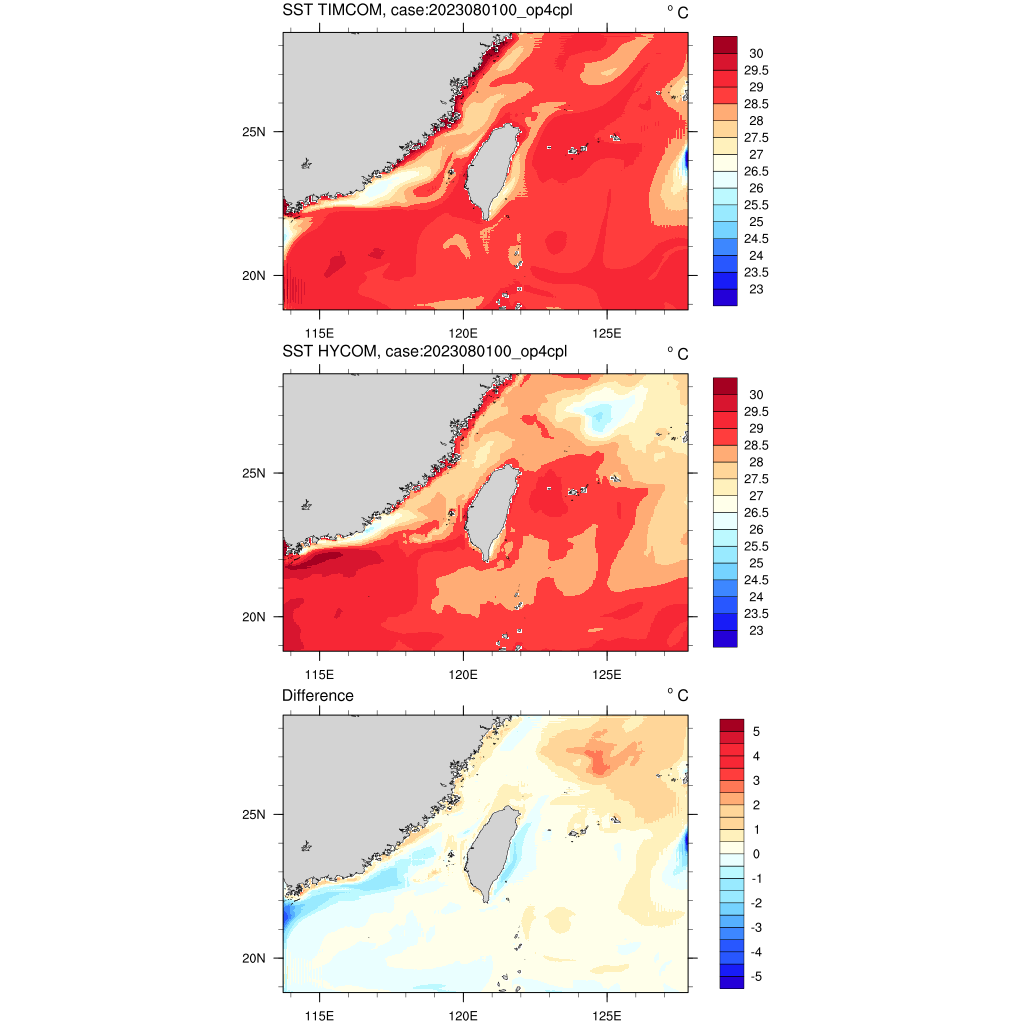 SST TIMCOM, case:2023080100_op4cpl
° C
30
29.5
29
28.5
28
27.5
27
26.5
26
25.5
25
24.5
24
23.5
23
25N
20N
115E
120E
125E
SST HYCOM, case:2023080100_op4cpl
° C
30
29.5
29
28.5
28
27.5
27
26.5
26
25.5
25
24.5
24
23.5
23
25N
20N
115E
120E
125E
Difference
° C
5
4
3
2
1
0
-1
-2
-3
-4
-5
25N
20N
115E
120E
125E